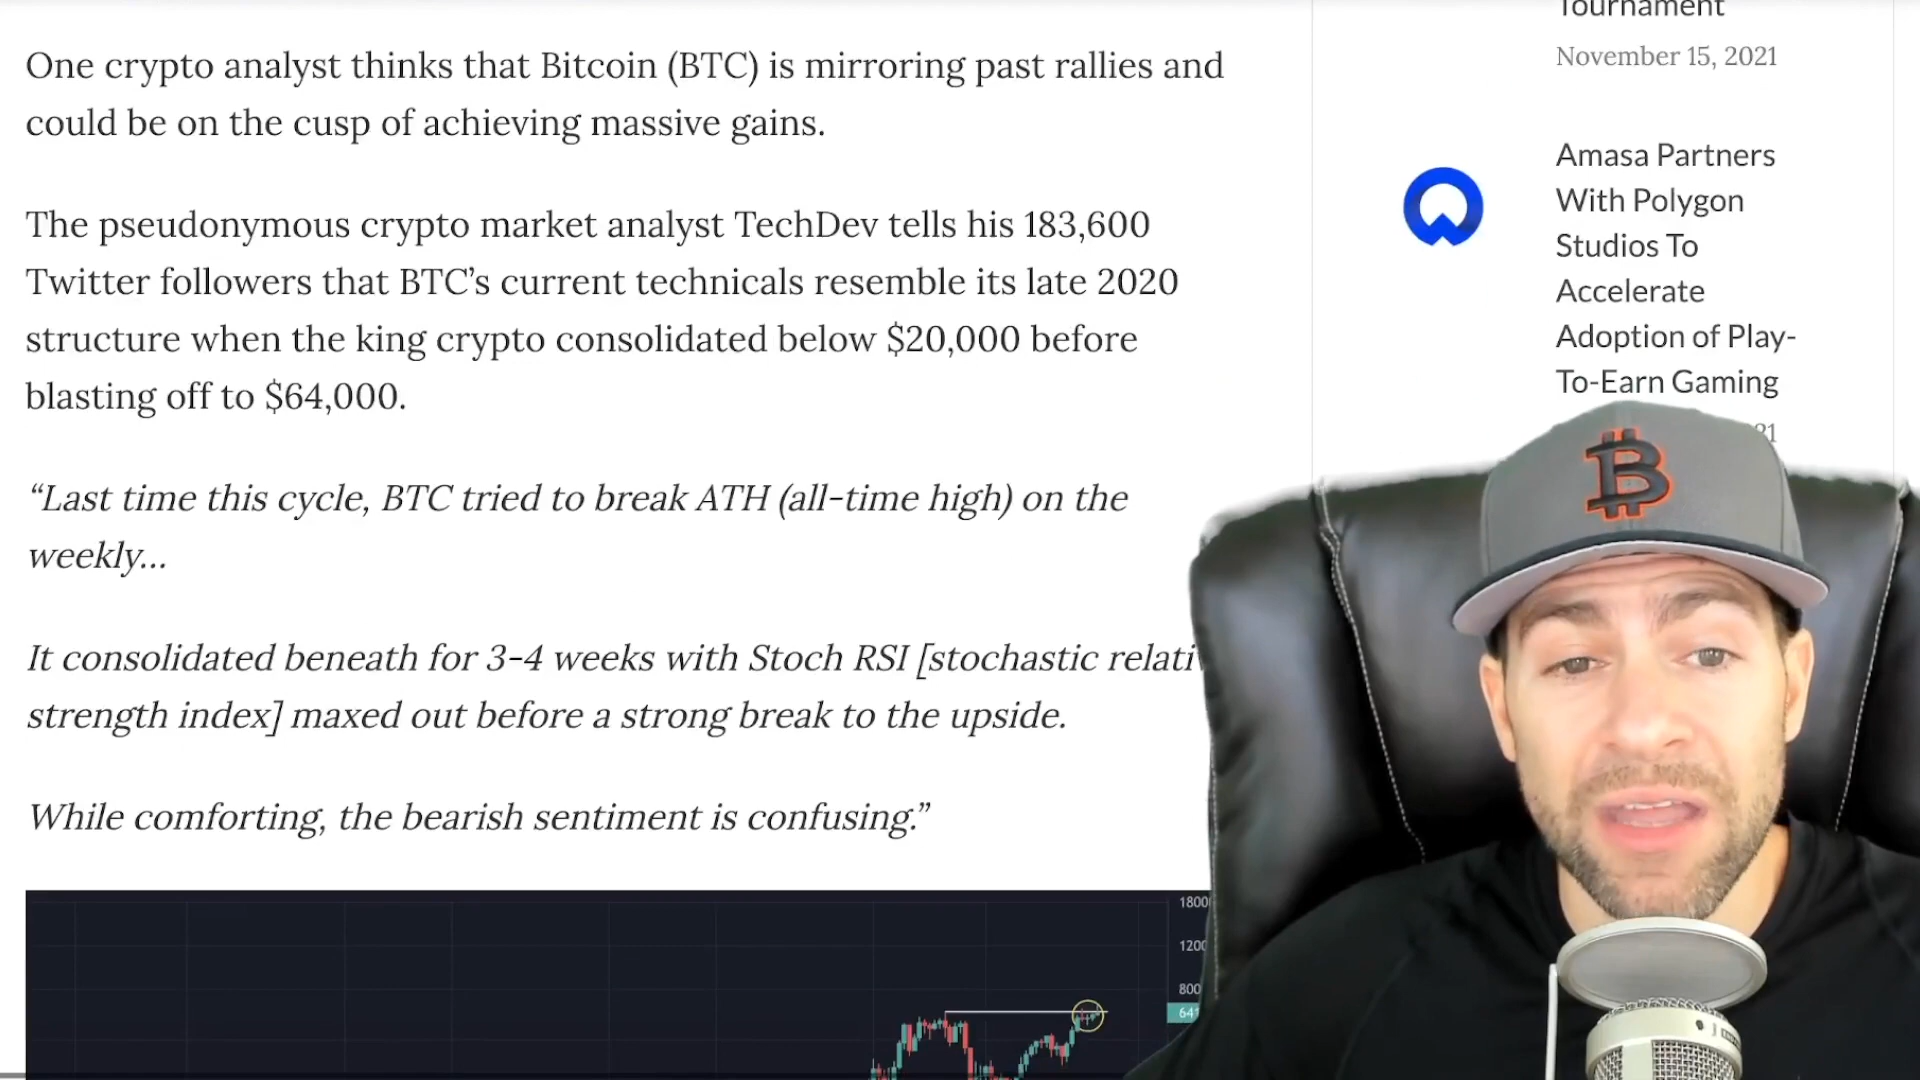 One crypto analyst thinks that Bitcoin (BTC) is mirroring past rallies and
could be on the cusp of achieving massive gains.
The pseudonymous crypto market analyst TechDev tells his 183,600
Twitter followers that BTC’s current technicals resemble its late 2020
structure when the king crypto consolidated below $20,000 before
blasting off to $64,000.
“Last time this cycle, BTC tried to break ATH (all-time high) on the
weekly…
It consolidated beneath for 3-4 weeks with Stoch RSI [stochastic
strength index] maxed out before a strong break to the upside.
While comforting, the bearish sentiment is confusing.”
Tournament
November 15, 2021
Amasa Partners
With Polygon
Studios To
Accelerate
Adoption of Play-
To-Earn Gaming